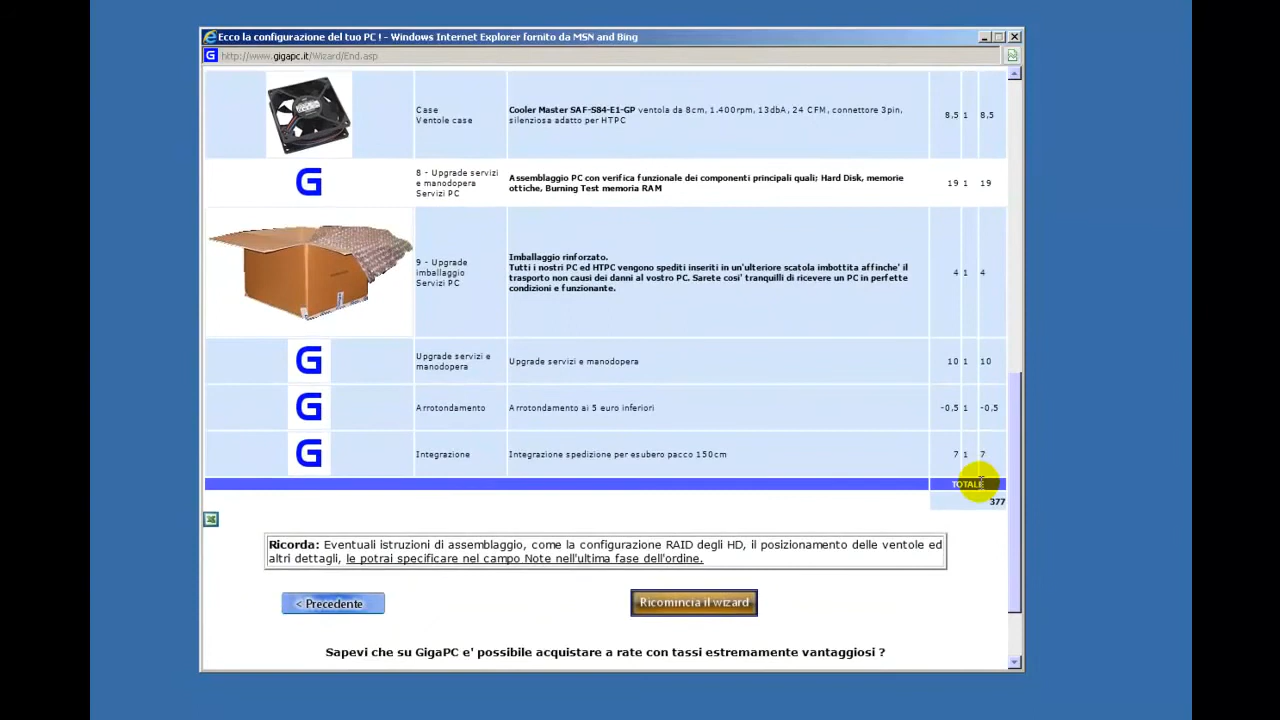 Ecco la configurazione del tuo PC ! - Windows Internet Explorer fornito da MSN and Bing
G http://www.gigapc.it/Wizard/End.asp
Case
Ventole case
Cooler Master SAF-S84-E1-GP ventola da 8cm, 1.400rpm, 13dbA, 24 CFM, connettore 3pin,
silenziosa adatto per HTPC
8,5 1 8,5
G
8 - Upgrade servizi
e manodopera
Servizi PC
Assemblaggio PC con verifica funzionale dei componenti principali quali; Hard Disk, memorie
ottiche, Burning Test memoria RAM
19 1 19
9 - Upgrade
imballaggio
Servizi PC
Imballaggio rinforzato.
Tutti i nostri PC ed HTPC vengono spediti inseriti in un'ulteriore scatola imbottita affinche' il
trasporto non causi dei danni al vostro PC. Sarete cosi' tranquilli di ricevere un PC in perfette
condizioni e funzionante.
4 1 4
G
Upgrade servizi e
manodopera
Upgrade servizi e manodopera
10 1 10
G
Arrotondamento
Arrotondamento ai 5 euro inferiori
-0,5 1 -0,5
G
Integrazione
Integrazione spedizione per esubero pacco 150cm
7 1 7
TOTALE
377
Ricorda: Eventuali istruzioni di assemblaggio, come la configurazione RAID degli HD, il posizionamento delle ventole ed
altri dettagli, le potrai specificare nel campo Note nell'ultima fase dell'ordine.
< Precedente
Ricomincia il wizard
Sapevi che su GigaPC e' possibile acquistare a rate con tassi estremamente vantaggiosi ?